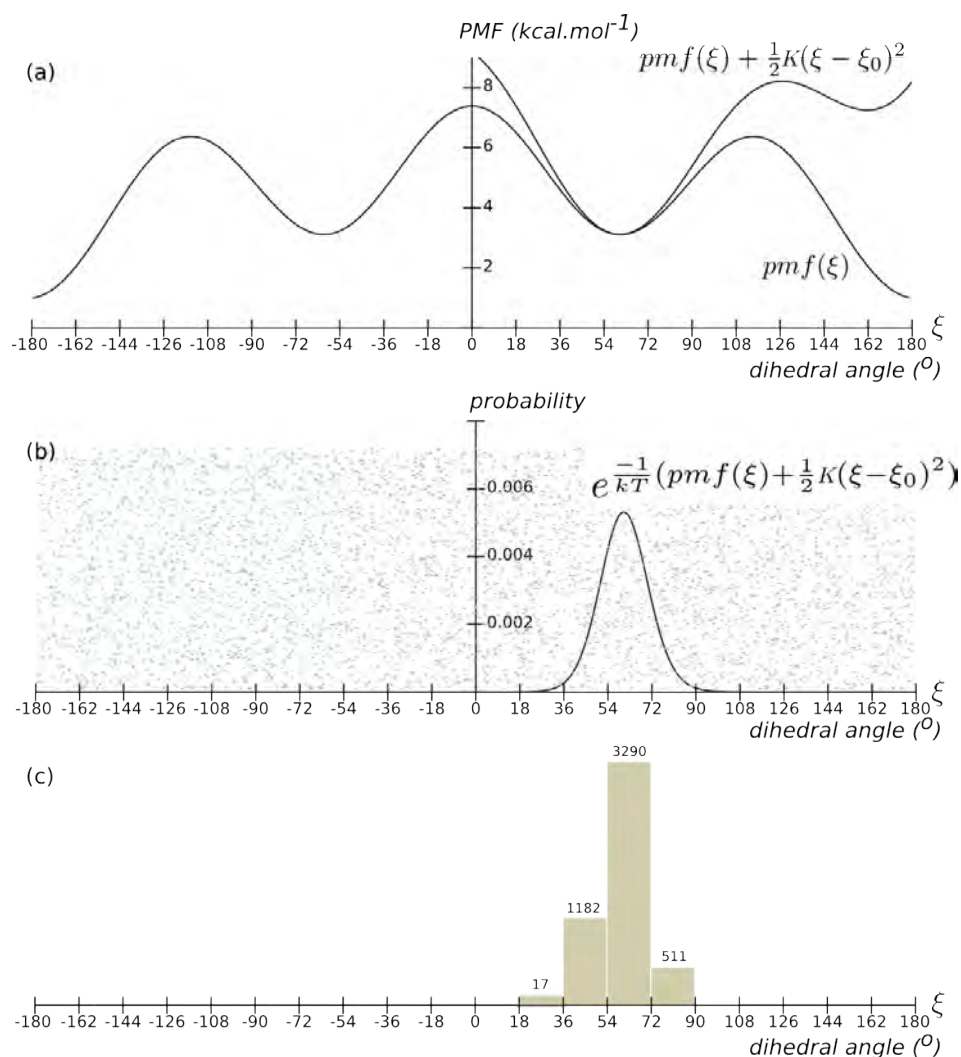 PMF (kcal.mol-1)
(a)
pmf(ξ) + ½K(ξ − ξ₀)²
8
6
4
2
pmf(ξ)
-180 -162 -144 -126 -108 -90 -72 -54 -36 -18 0 18 36 54 72 90 108 126 144 162 180 ξ
dihedral angle (º)
probability
(b)
e^{\frac{-1}{kT}(pmf(ξ)+\frac{1}{2}K(ξ−ξ₀)²)}
0.006
0.004
0.002
-180 -162 -144 -126 -108 -90 -72 -54 -36 -18 0 18 36 54 72 90 108 126 144 162 180 ξ
dihedral angle (º)
(c)
3290
1182
511
17
-180 -162 -144 -126 -108 -90 -72 -54 -36 -18 0 18 36 54 72 90 108 126 144 162 180 ξ
dihedral angle (º)